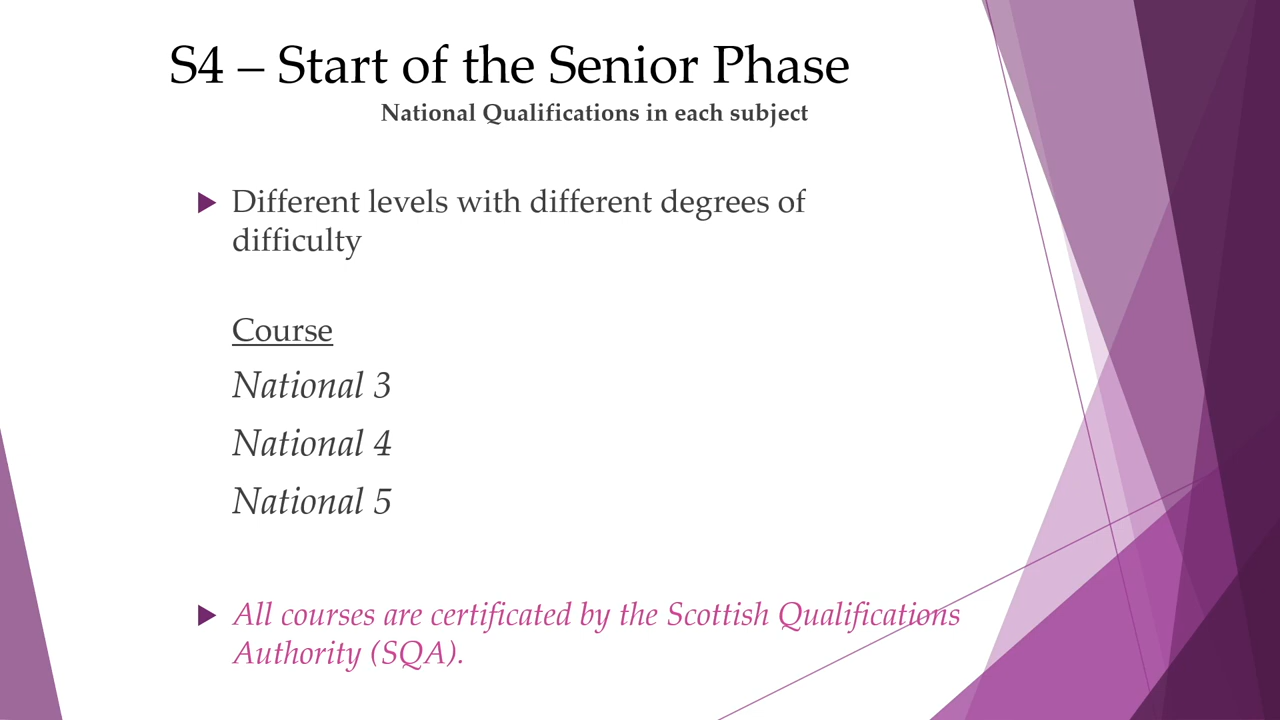 S4 – Start of the Senior Phase
National Qualifications in each subject
Different levels with different degrees of
difficulty
Course
National 3
National 4
National 5
All courses are certificated by the Scottish Qualifications
Authority (SQA).